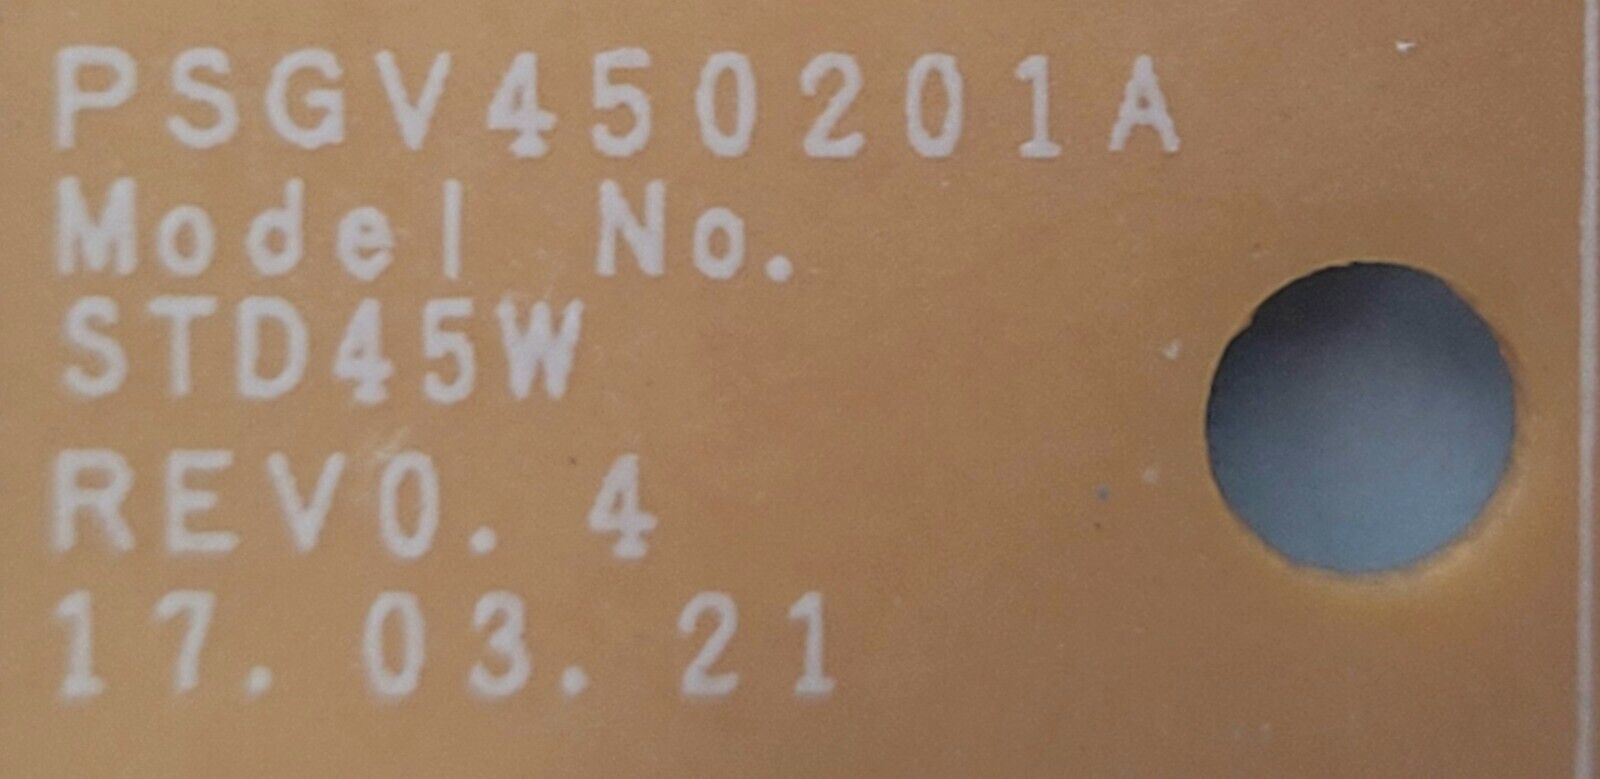 PSGV450201A
Model No.
STD45W
REV0.4
17.03.21